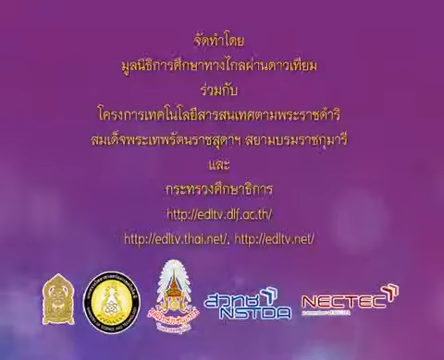 จัดทำโดย
มูลนิธิการศึกษาทางไกลผ่านดาวเทียม
ร่วมกับ
โครงการเทคโนโลยีสารสนเทศตามพระราชดำริ
สมเด็จพระเทพรัตนราชสุดาฯ สยามบรมราชกุมารี
และ
กระทรวงศึกษาธิการ
http://edltv.dlf.ac.th/
http://edltv.thai.net/, http://edltv.net/
สวทช
NSTDA
NECTEC